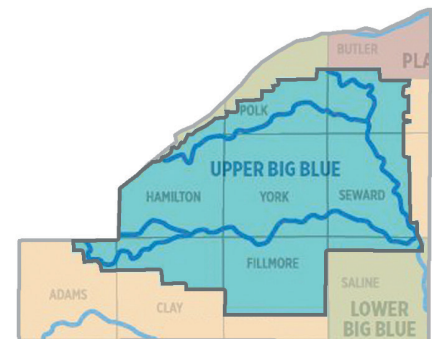 BUTLER
PLA
POLK
UPPER BIG BLUE
HAMILTON YORK SEWARD
FILLMORE
SALINE
ADAMS
CLAY
LOWER
BIG BLUE